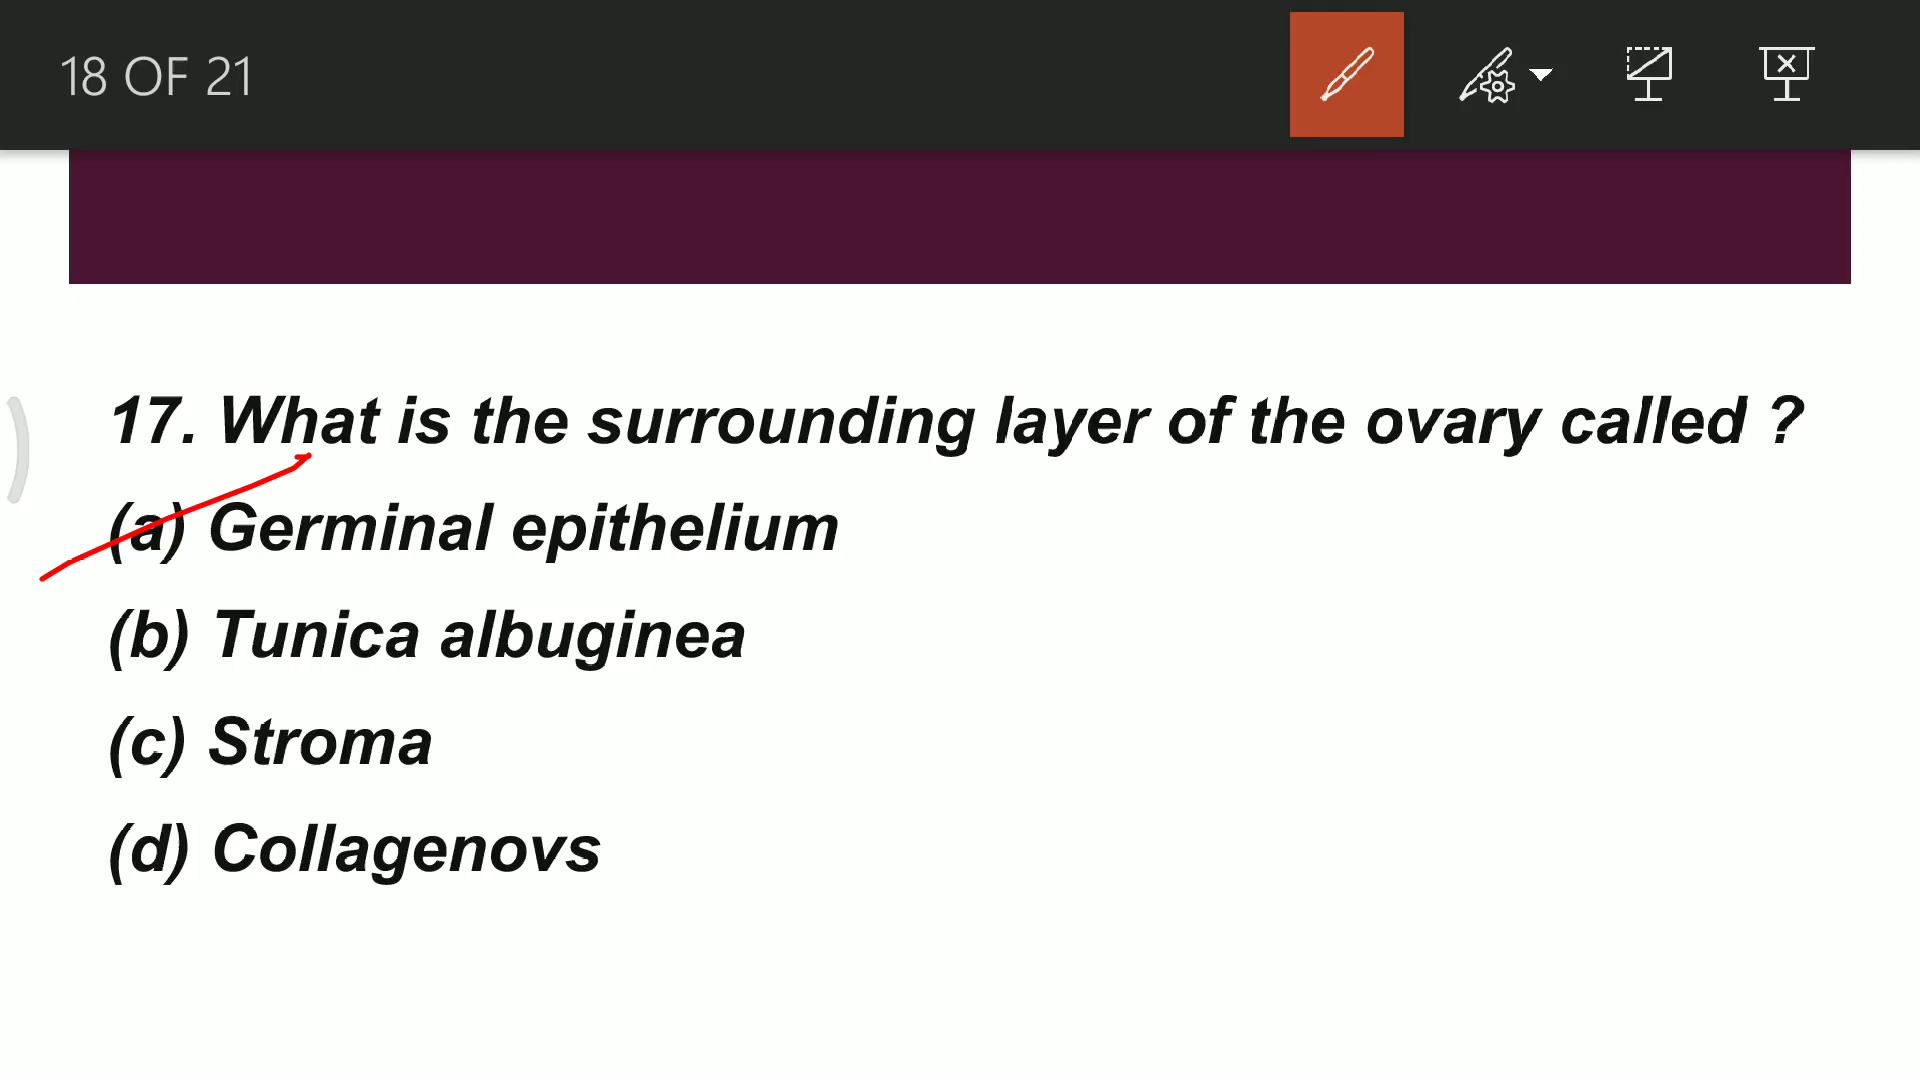 18 OF 21
17. What is the surrounding layer of the ovary called ?
(a) Germinal epithelium
(b) Tunica albuginea
(c) Stroma
(d) Collagenovs